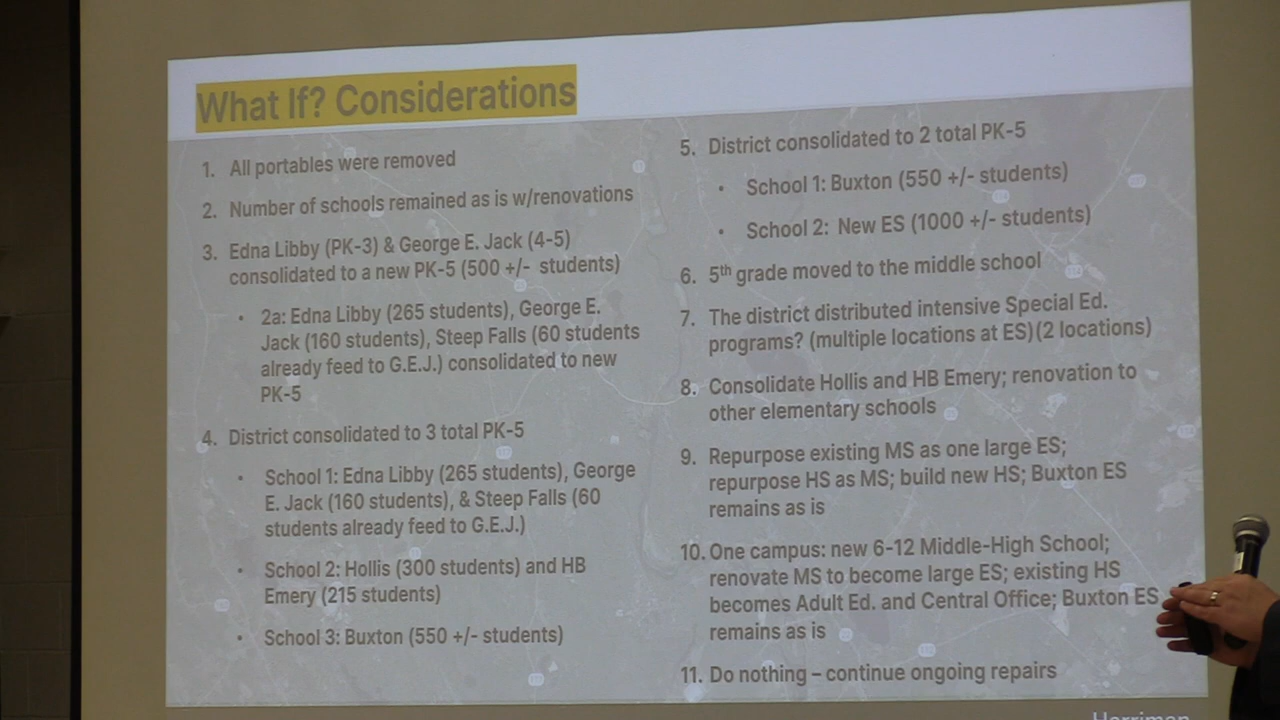 What If? Considerations
1. All portables were removed
2. Number of schools remained as is w/renovations
3. Edna Libby (PK-3) & George E. Jack (4-5)
consolidated to a new PK-5 (500 +/- students)
• 2a: Edna Libby (265 students), George E.
Jack (160 students), Steep Falls (60 students
already feed to G.E.J.) consolidated to new
PK-5
4. District consolidated to 3 total PK-5
• School 1: Edna Libby (265 students), George
E. Jack (160 students), & Steep Falls (60
students already feed to G.E.J.)
• School 2: Hollis (300 students) and HB
Emery (215 students)
• School 3: Buxton (550 +/- students)
5. District consolidated to 2 total PK-5
• School 1: Buxton (550 +/- students)
• School 2: New ES (1000 +/- students)
6. 5th grade moved to the middle school
7. The district distributed intensive Special Ed.
programs? (multiple locations at ES)(2 locations)
8. Consolidate Hollis and HB Emery; renovation to
other elementary schools
9. Repurpose existing MS as one large ES;
repurpose HS as MS; build new HS; Buxton ES
remains as is
10. One campus: new 6-12 Middle-High School;
renovate MS to become large ES; existing HS
becomes Adult Ed. and Central Office; Buxton ES
remains as is
11. Do nothing – continue ongoing repairs
Harriman